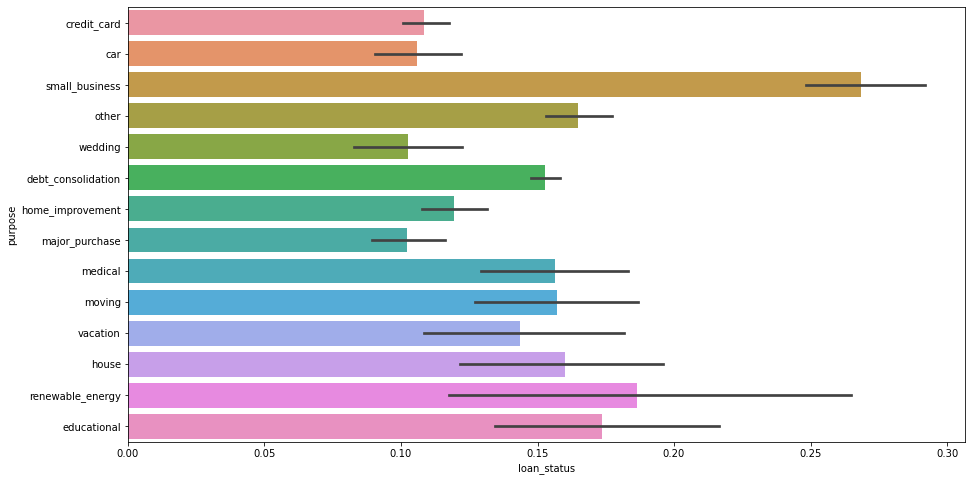 credit_card
car
small_business
other
wedding
debt_consolidation
home_improvement
major_purchase
medical
moving
vacation
house
renewable_energy
educational
purpose
0.00 0.05 0.10 0.15 0.20 0.25 0.30
loan_status